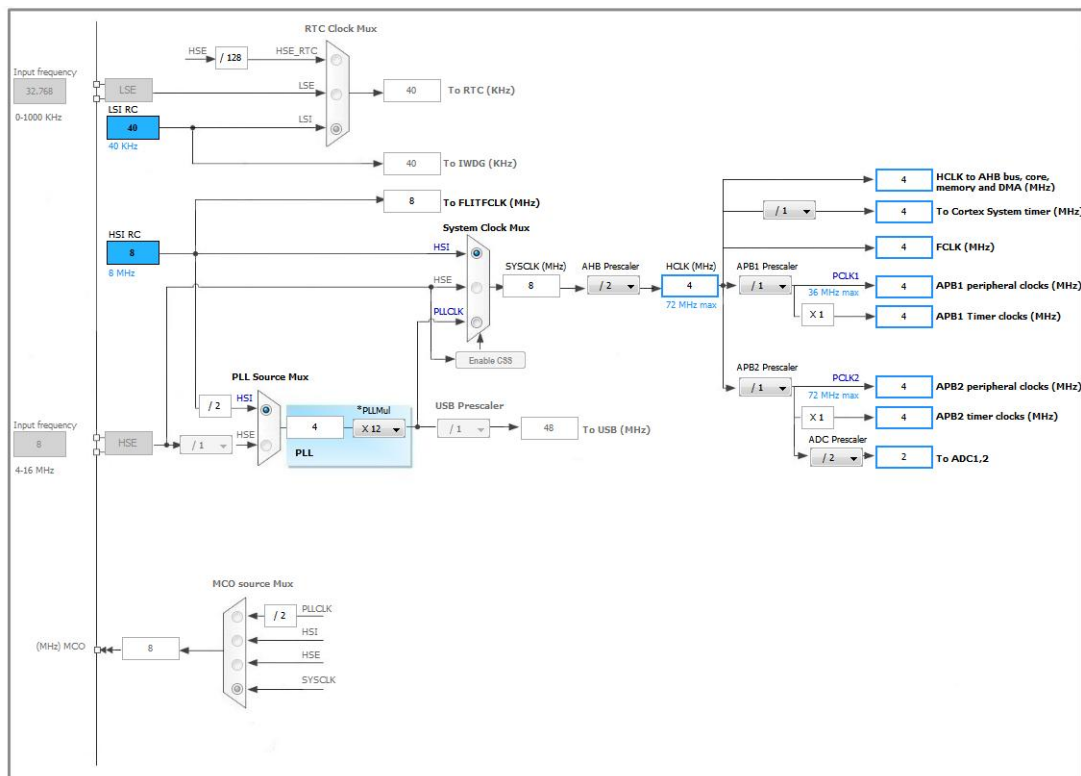 RTC Clock Mux
HSE
/ 128
HSE_RTC
Input frequency
32.768
0-1000 KHz
LSE
LSE
40
To RTC (KHz)
LSI RC
40
40 KHz
LSI
40
To IWDG (KHz)
8
To FLITFCLK (MHz)
HSI RC
8
8 MHz
System Clock Mux
HSI
HSE
PLLCLK
SYSCLK (MHz)
8
AHB Prescaler
/ 2
HCLK (MHz)
4
72 MHz max
Enable CSS
4
HCLK to AHB bus, core,
memory and DMA (MHz)
/ 1
4
To Cortex System timer (MHz)
4
FCLK (MHz)
APB1 Prescaler
/ 1
PCLK1
36 MHz max
4
APB1 peripheral clocks (MHz)
X 1
4
APB1 Timer clocks (MHz)
APB2 Prescaler
/ 1
PCLK2
72 MHz max
4
APB2 peripheral clocks (MHz)
X 1
4
APB2 timer clocks (MHz)
ADC Prescaler
/ 2
2
To ADC1,2
PLL Source Mux
HSI
/ 2
Input frequency
8
4-16 MHz
HSE
/ 1
HSE
4
*PLLMul
X 12
PLL
USB Prescaler
/ 1
48
To USB (MHz)
MCO source Mux
/ 2
PLLCLK
HSI
HSE
SYSCLK
(MHz) MCO
8